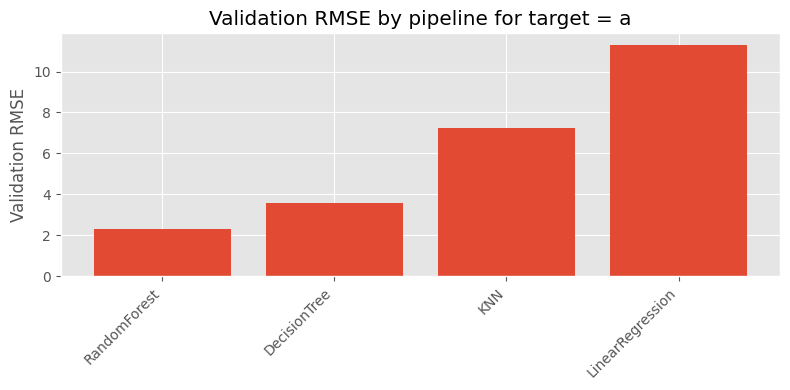 Validation RMSE by pipeline for target = a
Validation RMSE
10
8
6
4
2
0
RandomForest
DecisionTree
KNN
LinearRegression